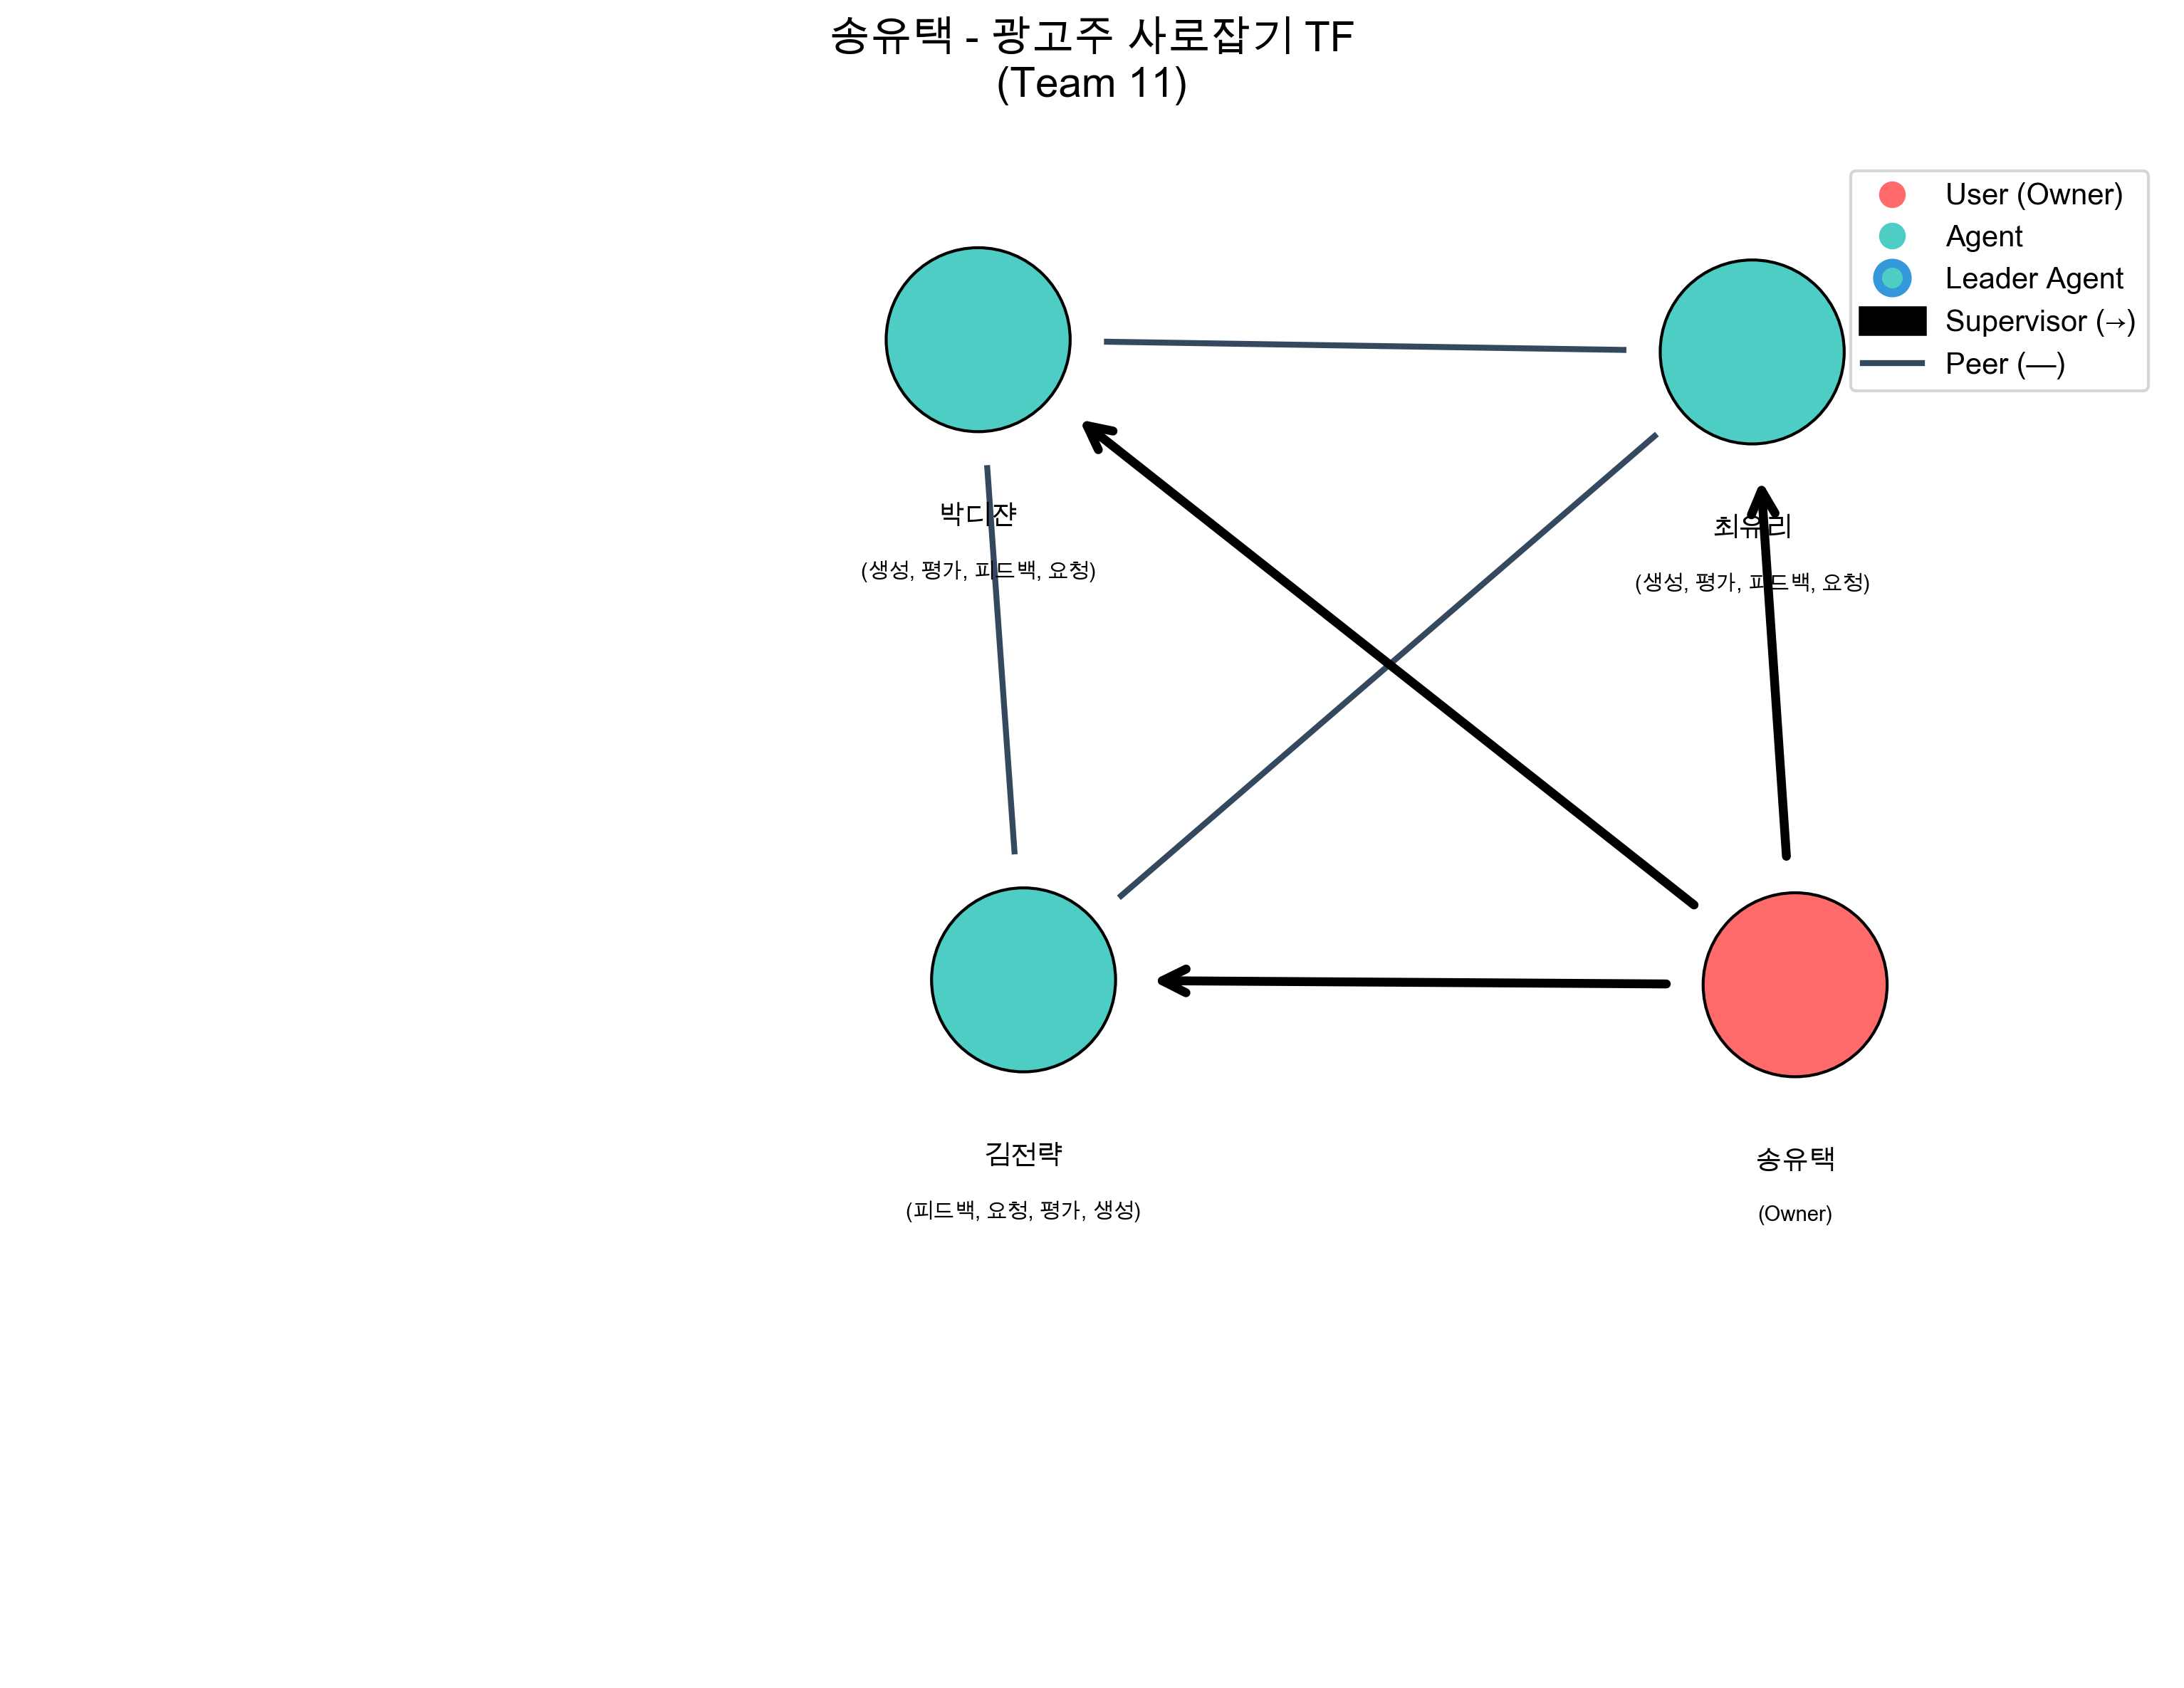 송유택 - 광고주 사로잡기 TF
(Team 11)
User (Owner)
Agent
Leader Agent
Supervisor (→)
Peer (—)
박디쟌
(생성, 평가, 피드백, 요청)
최유리
(생성, 평가, 피드백, 요청)
김전략
(피드백, 요청, 평가, 생성)
송유택
(Owner)